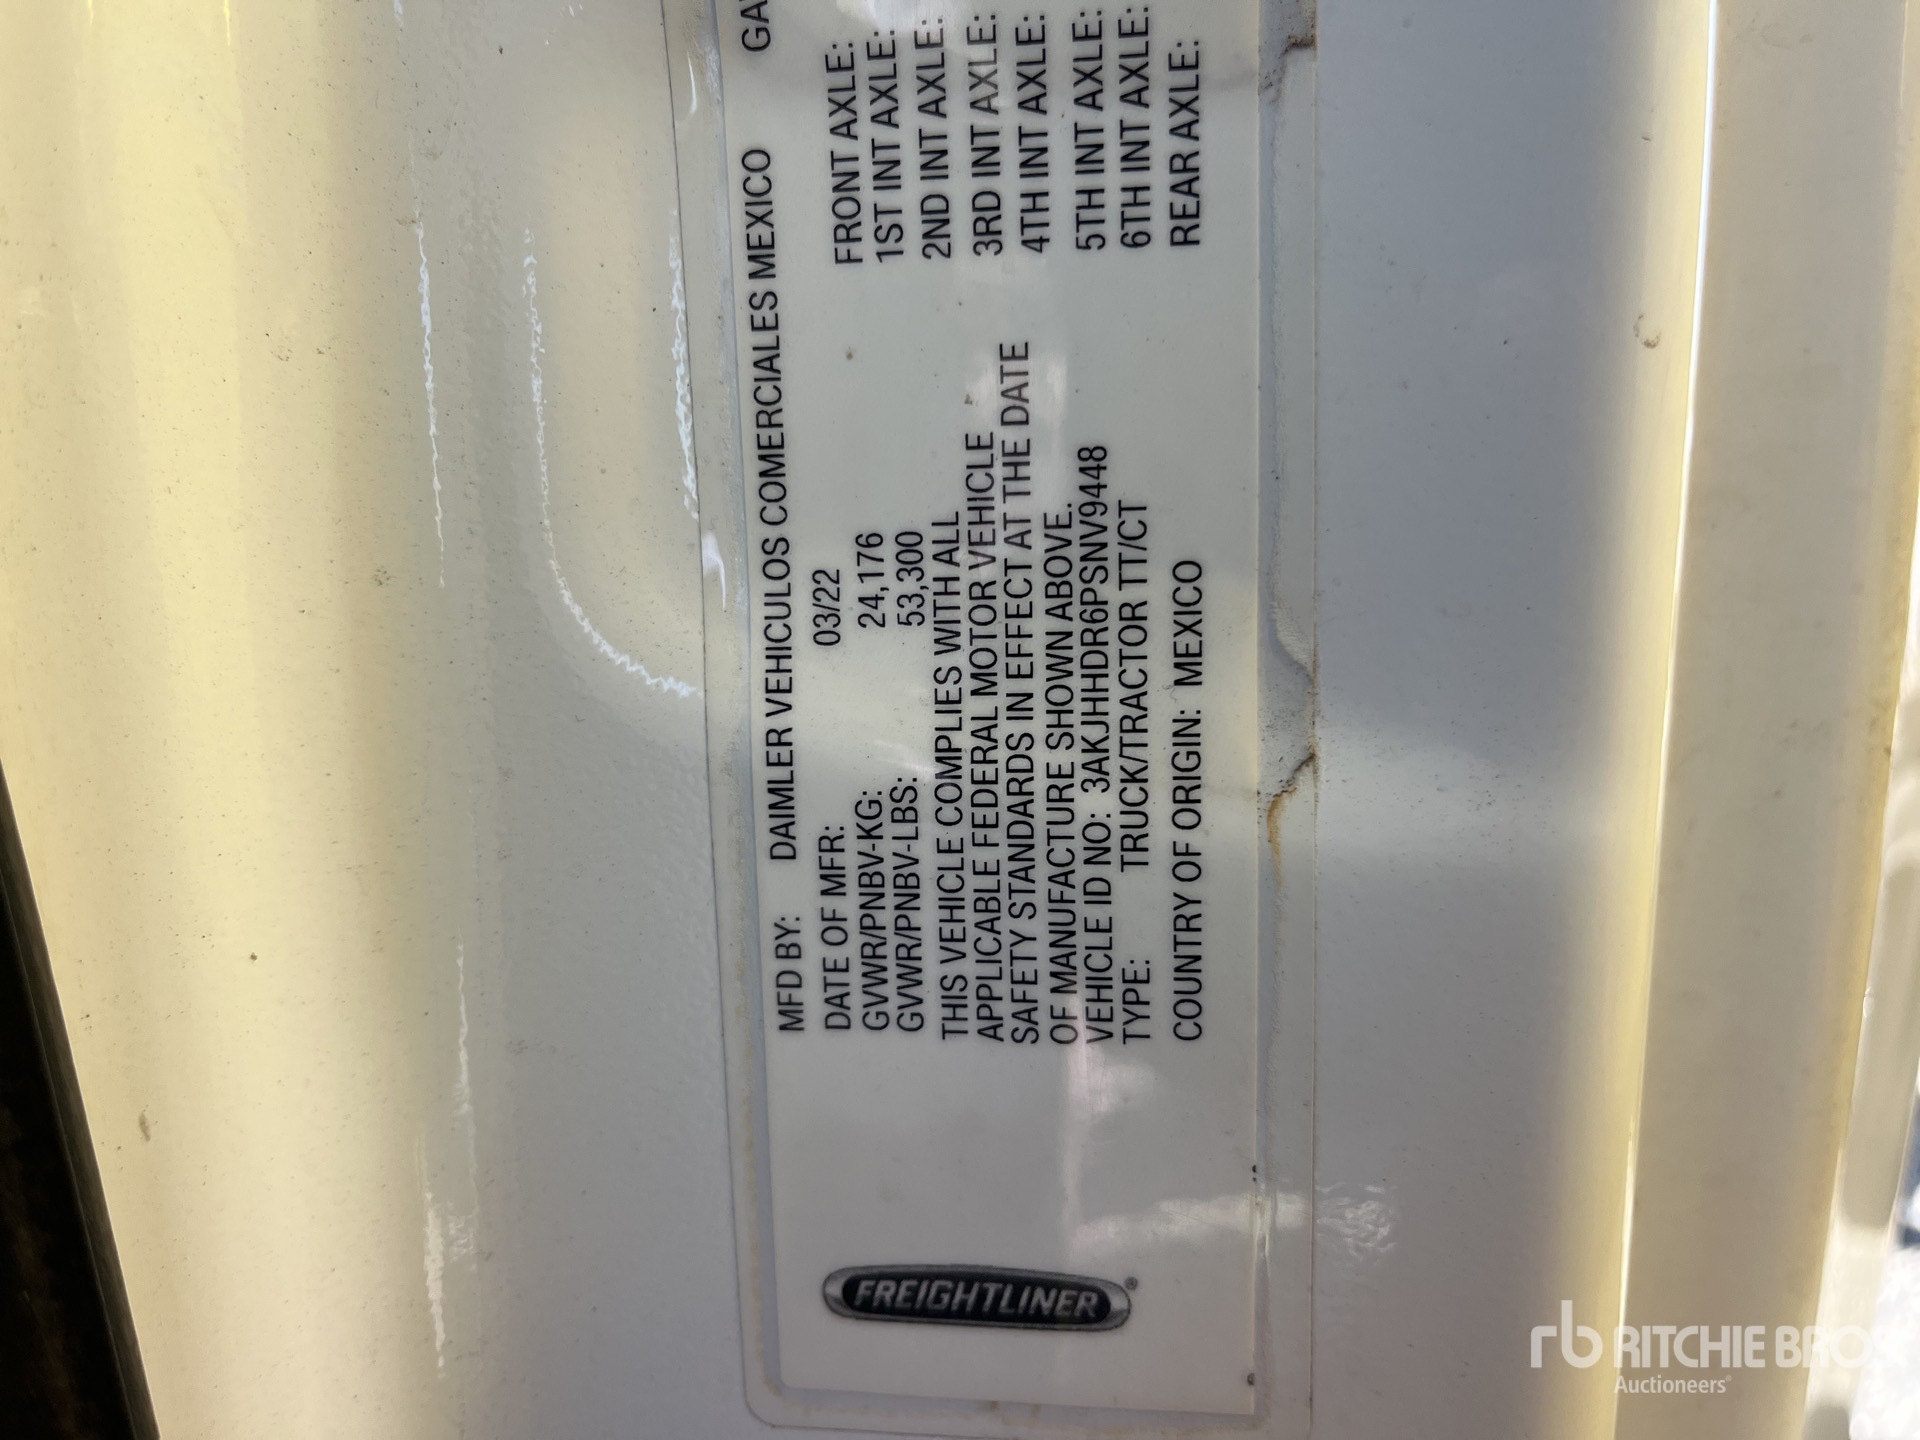 MFD BY: DAIMLER VEHICULOS COMERCIALES MEXICO
DATE OF MFR: 03/22
GVWR/PNBV-KG: 24,176
GVWR/PNBV-LBS: 53,300
THIS VEHICLE COMPLIES WITH ALL
APPLICABLE FEDERAL MOTOR VEHICLE
SAFETY STANDARDS IN EFFECT AT THE DATE
OF MANUFACTURE SHOWN ABOVE.
VEHICLE ID NO: 3AKJHHDR6PSNV9448
TYPE: TRUCK/TRACTOR TT/CT
COUNTRY OF ORIGIN: MEXICO
FRONT AXLE:
1ST INT AXLE:
2ND INT AXLE:
3RD INT AXLE:
4TH INT AXLE:
5TH INT AXLE:
6TH INT AXLE:
REAR AXLE:
FREIGHTLINER®
rb RITCHIE BROS
Auctioneers®